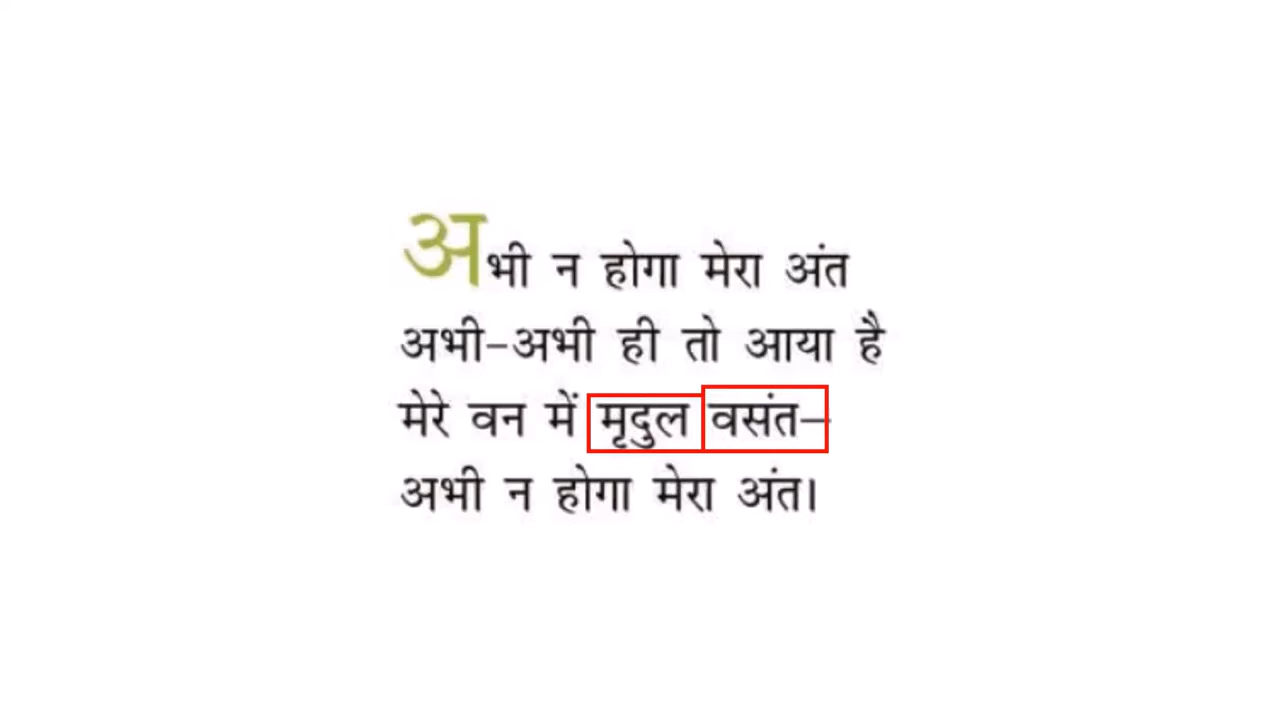 अभी न होगा मेरा अंत
अभी-अभी ही तो आया है
मेरे वन में मृदुल वसंत-
अभी न होगा मेरा अंत।